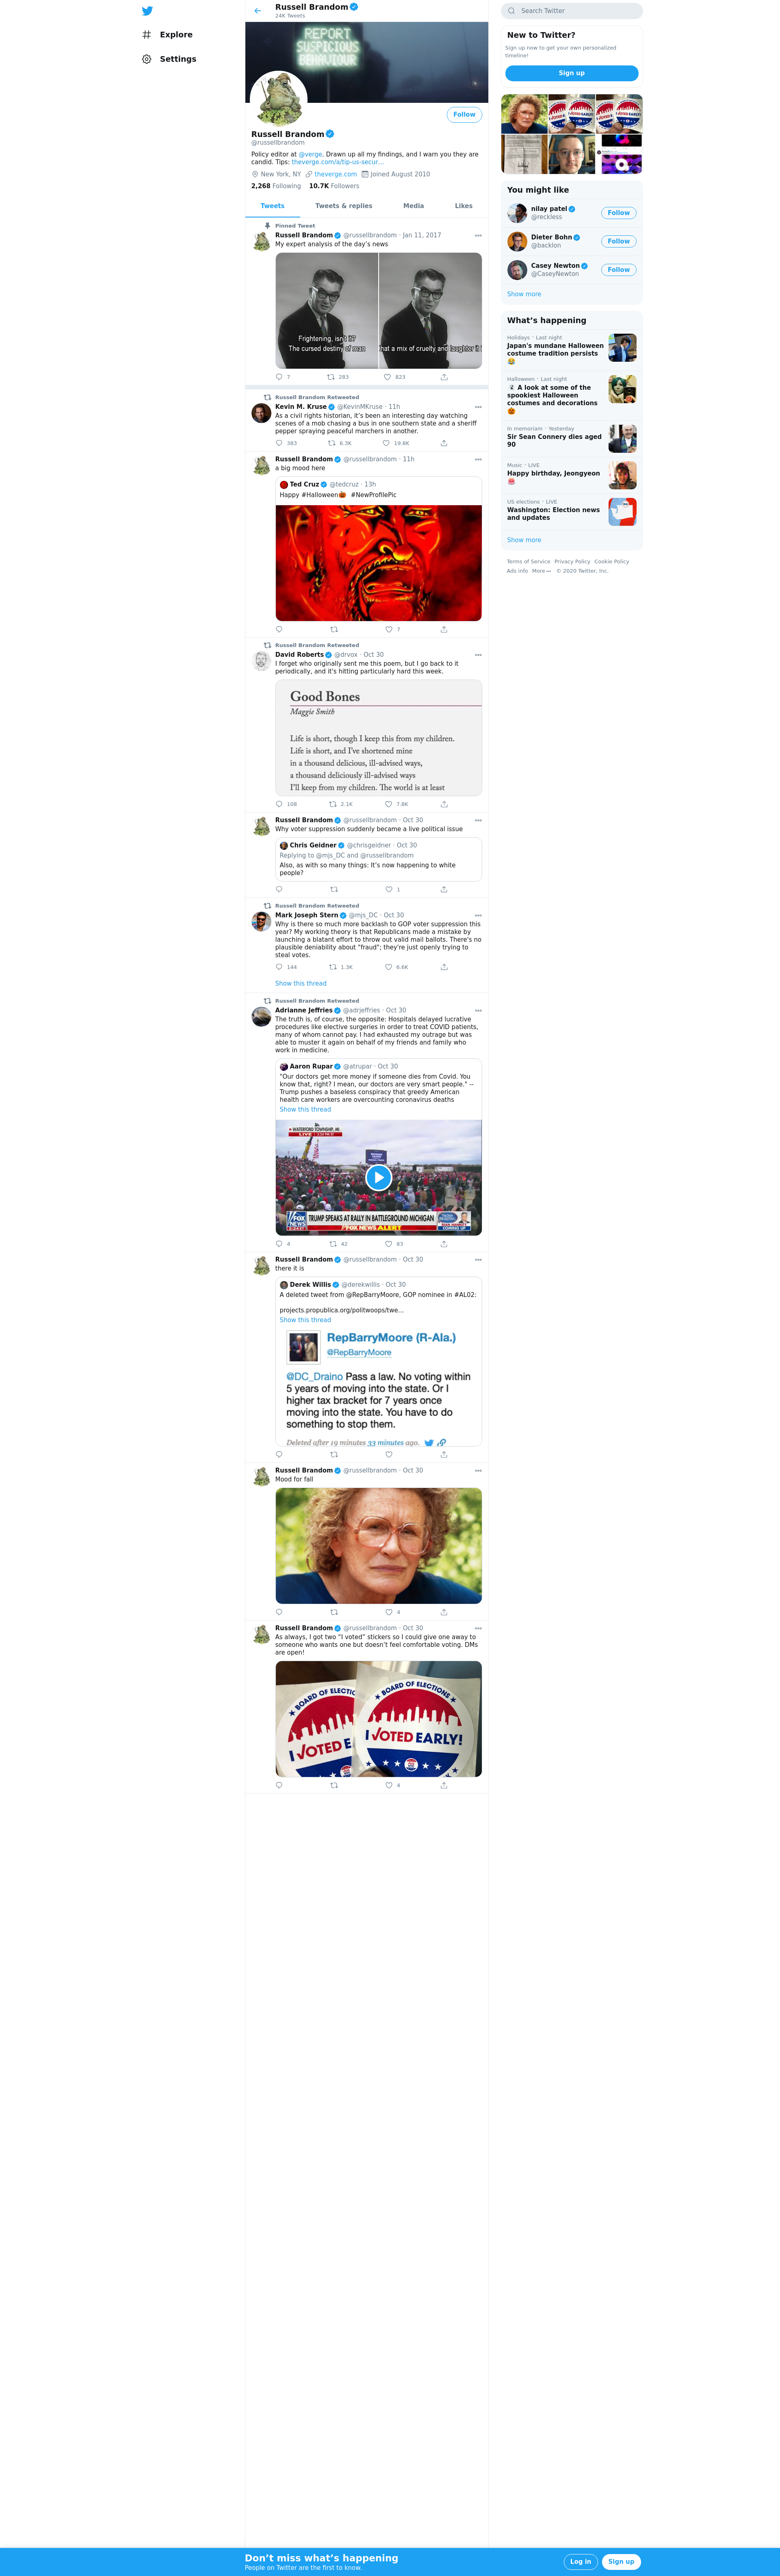 Explore
Settings
Russell Brandom
24K Tweets
REPORT
SUSPICIOUS
BEHAVIOUR
Follow
Russell Brandom
@russellbrandom
Policy editor at @verge. Drawn up all my findings, and I warn you they are
candid. Tips: theverge.com/a/tip-us-secur…
New York, NY theverge.com Joined August 2010
2,268 Following 10.7K Followers
Tweets Tweets & replies Media Likes
Pinned Tweet
Russell Brandom @russellbrandom · Jan 11, 2017
My expert analysis of the day's news
Frightening, isn't it?
The cursed destiny of man
that a mix of cruelty and laughter it i
7 283 823
Russell Brandom Retweeted
Kevin M. Kruse @KevinMKruse · 11h
As a civil rights historian, it's been an interesting day watching
scenes of a mob chasing a bus in one southern state and a sheriff
pepper spraying peaceful marchers in another.
383 6.3K 19.8K
Russell Brandom @russellbrandom · 11h
a big mood here
Ted Cruz @tedcruz · 13h
Happy #Halloween🎃 #NewProfilePic
7
Russell Brandom Retweeted
David Roberts @drvox · Oct 30
I forget who originally sent me this poem, but I go back to it
periodically, and it's hitting particularly hard this week.
Good Bones
Maggie Smith
Life is short, though I keep this from my children.
Life is short, and I've shortened mine
in a thousand delicious, ill-advised ways,
a thousand deliciously ill-advised ways
I'll keep from my children. The world is at least
108 2.1K 7.8K
Russell Brandom @russellbrandom · Oct 30
Why voter suppression suddenly became a live political issue
Chris Geidner @chrisgeidner · Oct 30
Replying to @mjs_DC and @russellbrandom
Also, as with so many things: It's now happening to white
people?
1
Russell Brandom Retweeted
Mark Joseph Stern @mjs_DC · Oct 30
Why is there so much more backlash to GOP voter suppression this
year? My working theory is that Republicans made a mistake by
launching a blatant effort to throw out valid mail ballots. There's no
plausible deniability about "fraud"; they're just openly trying to
steal votes.
144 1.3K 6.6K
Show this thread
Russell Brandom Retweeted
Adrianne Jeffries @adrjeffries · Oct 30
The truth is, of course, the opposite: Hospitals delayed lucrative
procedures like elective surgeries in order to treat COVID patients,
many of whom cannot pay. I had exhausted my outrage but was
able to muster it again on behalf of my friends and family who
work in medicine.
Aaron Rupar @atrupar · Oct 30
"Our doctors get more money if someone dies from Covid. You
know that, right? I mean, our doctors are very smart people." --
Trump pushes a baseless conspiracy that greedy American
health care workers are overcounting coronavirus deaths
Show this thread
WATERFORD TOWNSHIP, MI
LIVE
FOX
NEWS
TRUMP SPEAKS AT RALLY IN BATTLEGROUND MICHIGAN
FOX NEWS ALERT
4 42 83
Russell Brandom @russellbrandom · Oct 30
there it is
Derek Willis @derekwillis · Oct 30
A deleted tweet from @RepBarryMoore, GOP nominee in #AL02:
projects.propublica.org/politwoops/twe…
Show this thread
RepBarryMoore (R-Ala.)
@RepBarryMoore
@DC_Draino Pass a law. No voting within
5 years of moving into the state. Or I
higher tax bracket for 7 years once
moving into the state. You have to do
something to stop them.
Deleted after 19 minutes 33 minutes ago.
Russell Brandom @russellbrandom · Oct 30
Mood for fall
4
Russell Brandom @russellbrandom · Oct 30
As always, I got two "I voted" stickers so I could give one away to
someone who wants one but doesn't feel comfortable voting. DMs
are open!
BOARD OF ELECTIONS
I VOTED
BOARD OF ELECTIONS
I VOTED EARLY!
4
Search Twitter
New to Twitter?
Sign up now to get your own personalized
timeline!
Sign up
You might like
nilay patel
@reckless
Follow
Dieter Bohn
@backlon
Follow
Casey Newton
@CaseyNewton
Follow
Show more
What's happening
Holidays · Last night
Japan's mundane Halloween
costume tradition persists
😂
Halloween · Last night
A look at some of the
spookiest Halloween
costumes and decorations
🎃
In memoriam · Yesterday
Sir Sean Connery dies aged
90
Music · LIVE
Happy birthday, Jeongyeon
🎂
US elections · LIVE
Washington: Election news
and updates
Show more
Terms of Service Privacy Policy Cookie Policy
Ads info More © 2020 Twitter, Inc.
Don't miss what's happening
People on Twitter are the first to know.
Log in Sign up